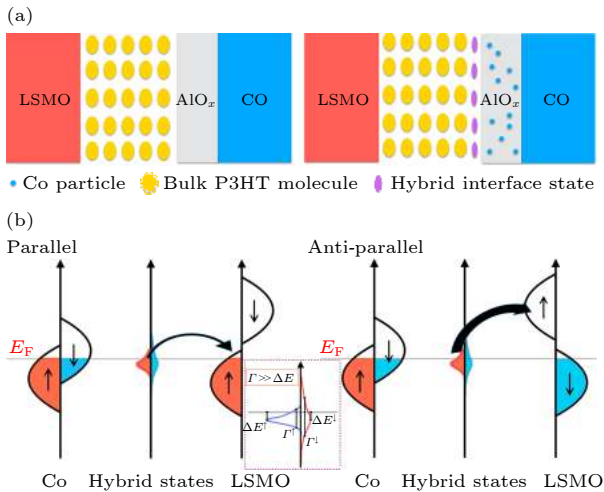 (a)
LSMO AlOx CO LSMO AlOx CO
Co particle Bulk P3HT molecule Hybrid interface state
(b)
Parallel Anti-parallel
EF
Γ≫ΔE
ΔE↑ Γ↑ Γ↓ ΔE↓
Co Hybrid states LSMO Co Hybrid states LSMO